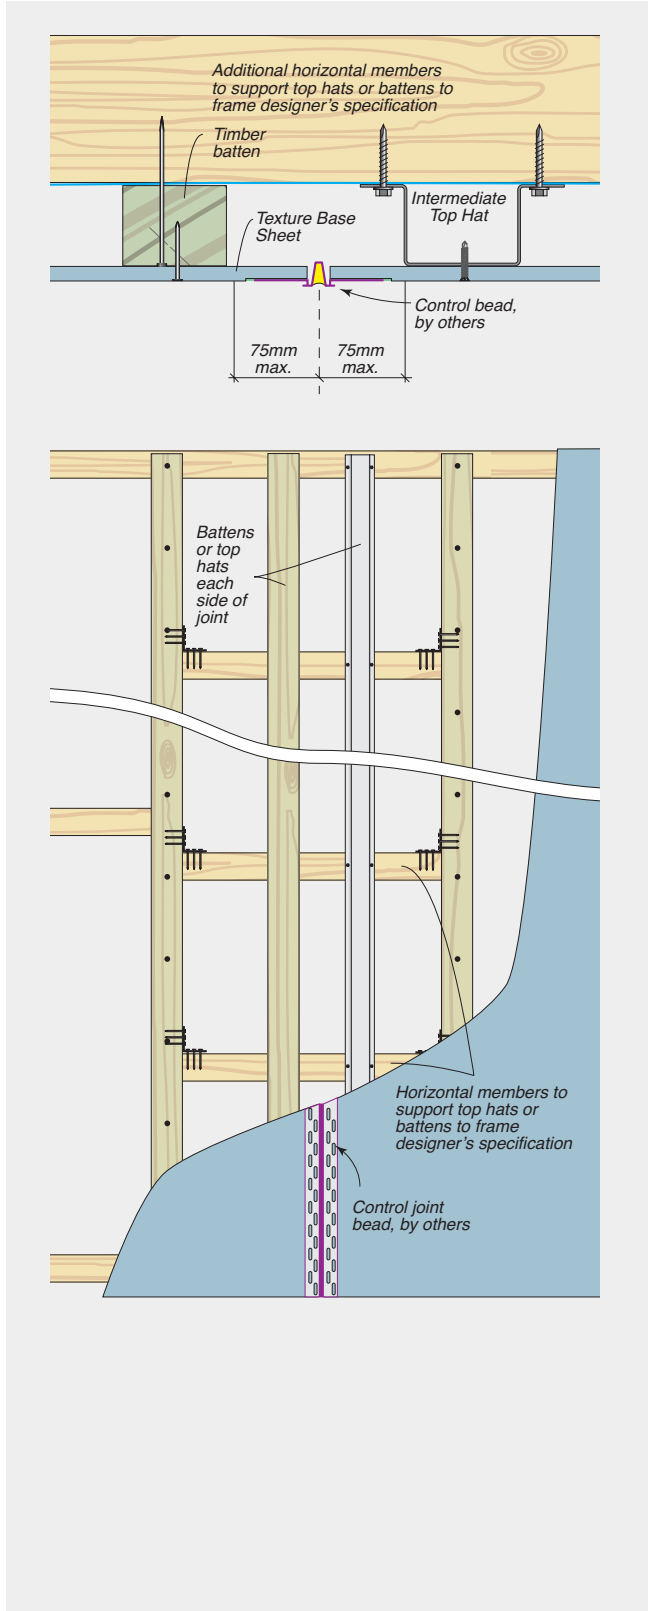 Additional horizontal members
to support top hats or battens to
frame designer's specification
Timber
batten
Intermediate
Top Hat
Texture Base
Sheet
Control bead,
by others
75mm
max.
75mm
max.
Battens
or top
hats
each
side of
joint
Horizontal members to
support top hats or
battens to frame
designer's specification
Control joint
bead, by others